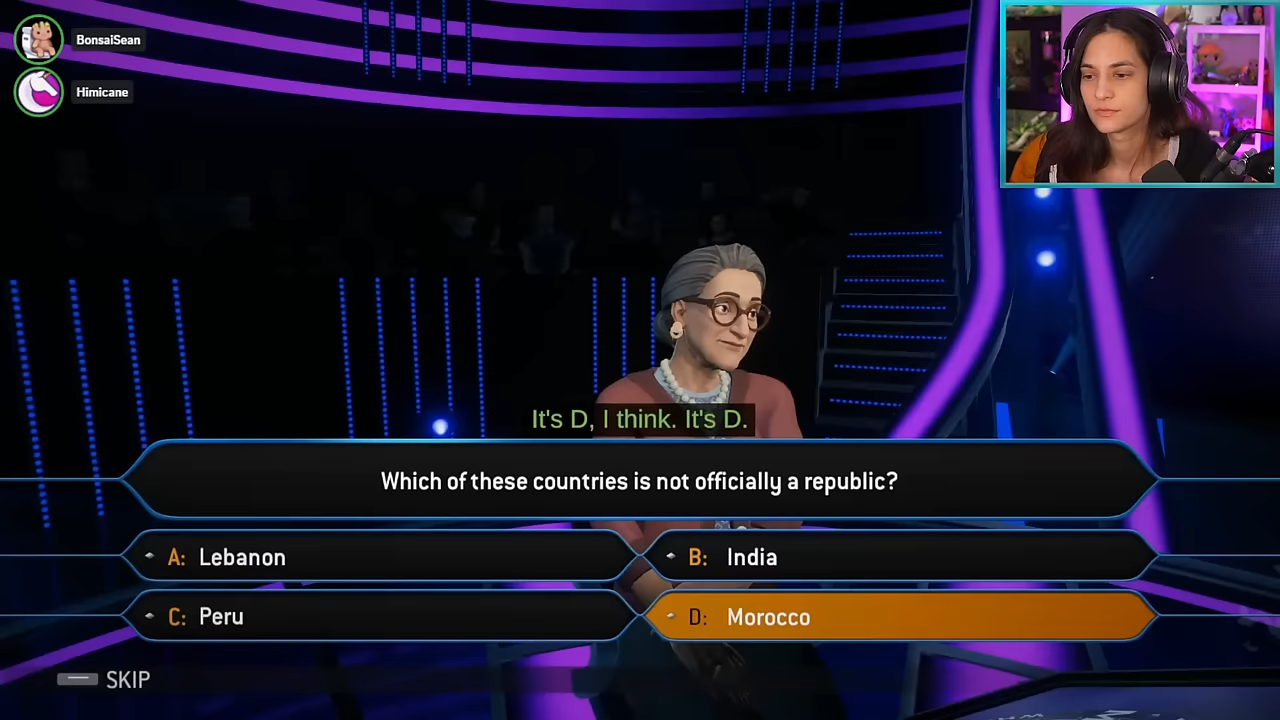 BonsaiSean
Himicane
It's D, I think. It's D.
Which of these countries is not officially a republic?
A: Lebanon
B: India
C: Peru
D: Morocco
SKIP